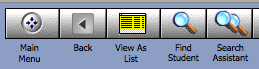 Main Menu
Back
View As List
Find Student
Search Assistant